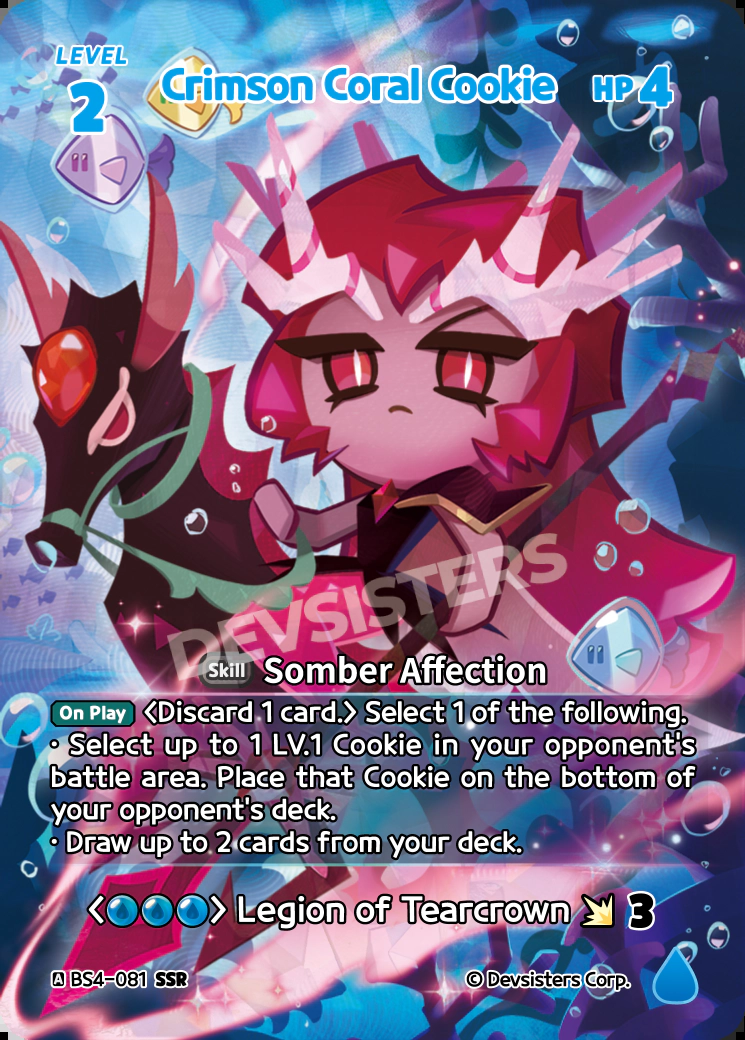 LEVEL
2
Crimson Coral Cookie
HP 4
DEVSISTERS
Skill Somber Affection
On Play 〈Discard 1 card.〉 Select 1 of the following.
· Select up to 1 LV.1 Cookie in your opponent's
battle area. Place that Cookie on the bottom of
your opponent's deck.
· Draw up to 2 cards from your deck.
〈 〉 Legion of Tearcrown 3
A BS4-081 SSR
© Devsisters Corp.